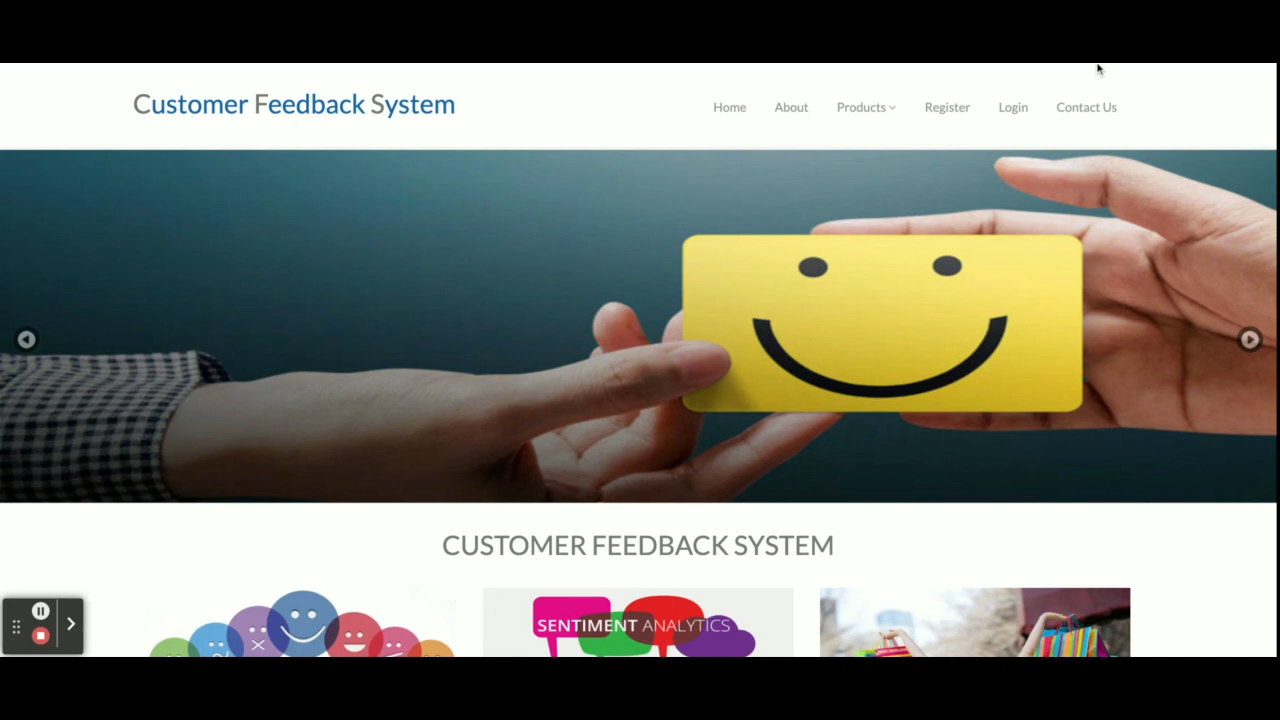 Customer Feedback System
Home About Products Register Login Contact Us
CUSTOMER FEEDBACK SYSTEM
SENTIMENT ANALYTICS